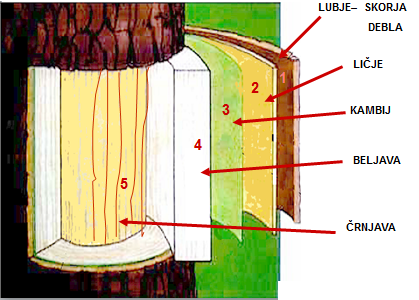 LUBJE– SKORJA
DEBLA
LIČJE
KAMBIJ
BELJAVA
ČRNJAVA
1
2
3
4
5